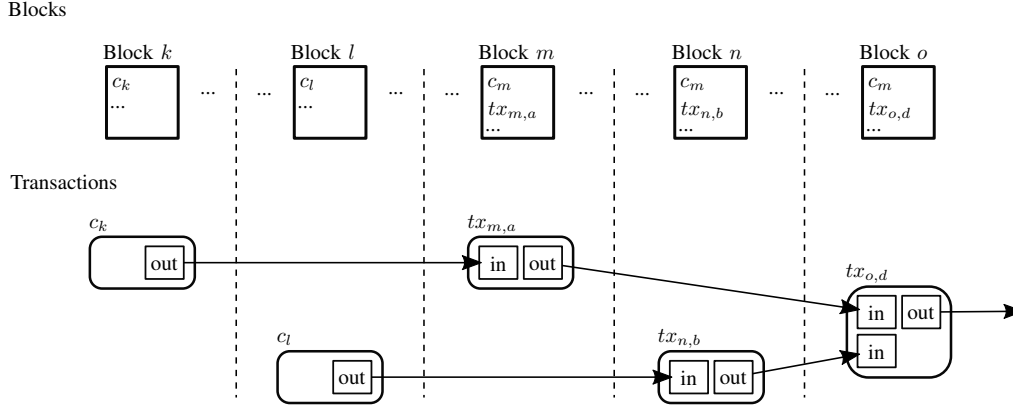 Blocks
Block k
Block l
Block m
Block n
Block o
c_k
...
c_l
...
c_m
tx_{m,a}
...
c_m
tx_{n,b}
...
c_m
tx_{o,d}
...
... ... ... ... ... ... ... ...
Transactions
c_k
out
tx_{m,a}
in out
tx_{o,d}
in out
in
c_l
out
tx_{n,b}
in out